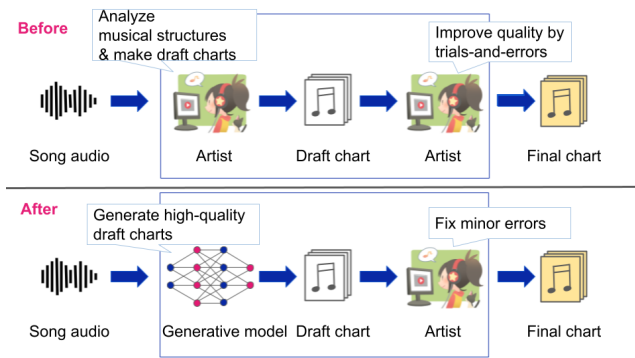 Before
Analyze
musical structures
& make draft charts
Improve quality by
trials-and-errors
Song audio
Artist
Draft chart
Artist
Final chart
After
Generate high-quality
draft charts
Fix minor errors
Song audio
Generative model
Draft chart
Artist
Final chart